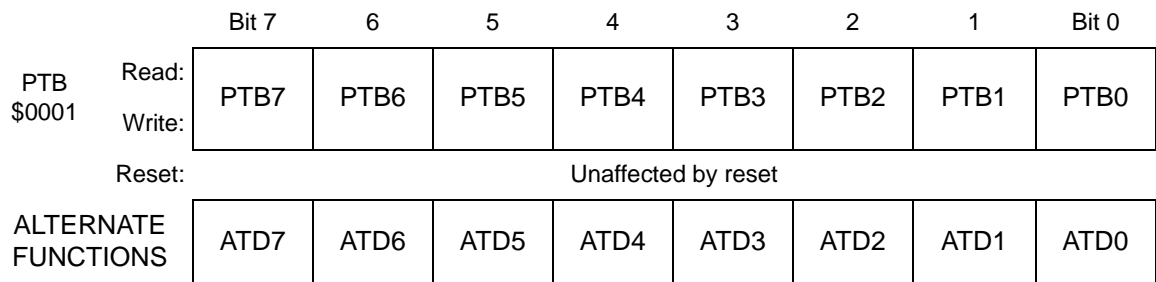 Bit 7 6 5 4 3 2 1 Bit 0
PTB
$0001
Read:
Write:
PTB7 PTB6 PTB5 PTB4 PTB3 PTB2 PTB1 PTB0
Reset: Unaffected by reset
ALTERNATE
FUNCTIONS
ATD7 ATD6 ATD5 ATD4 ATD3 ATD2 ATD1 ATD0